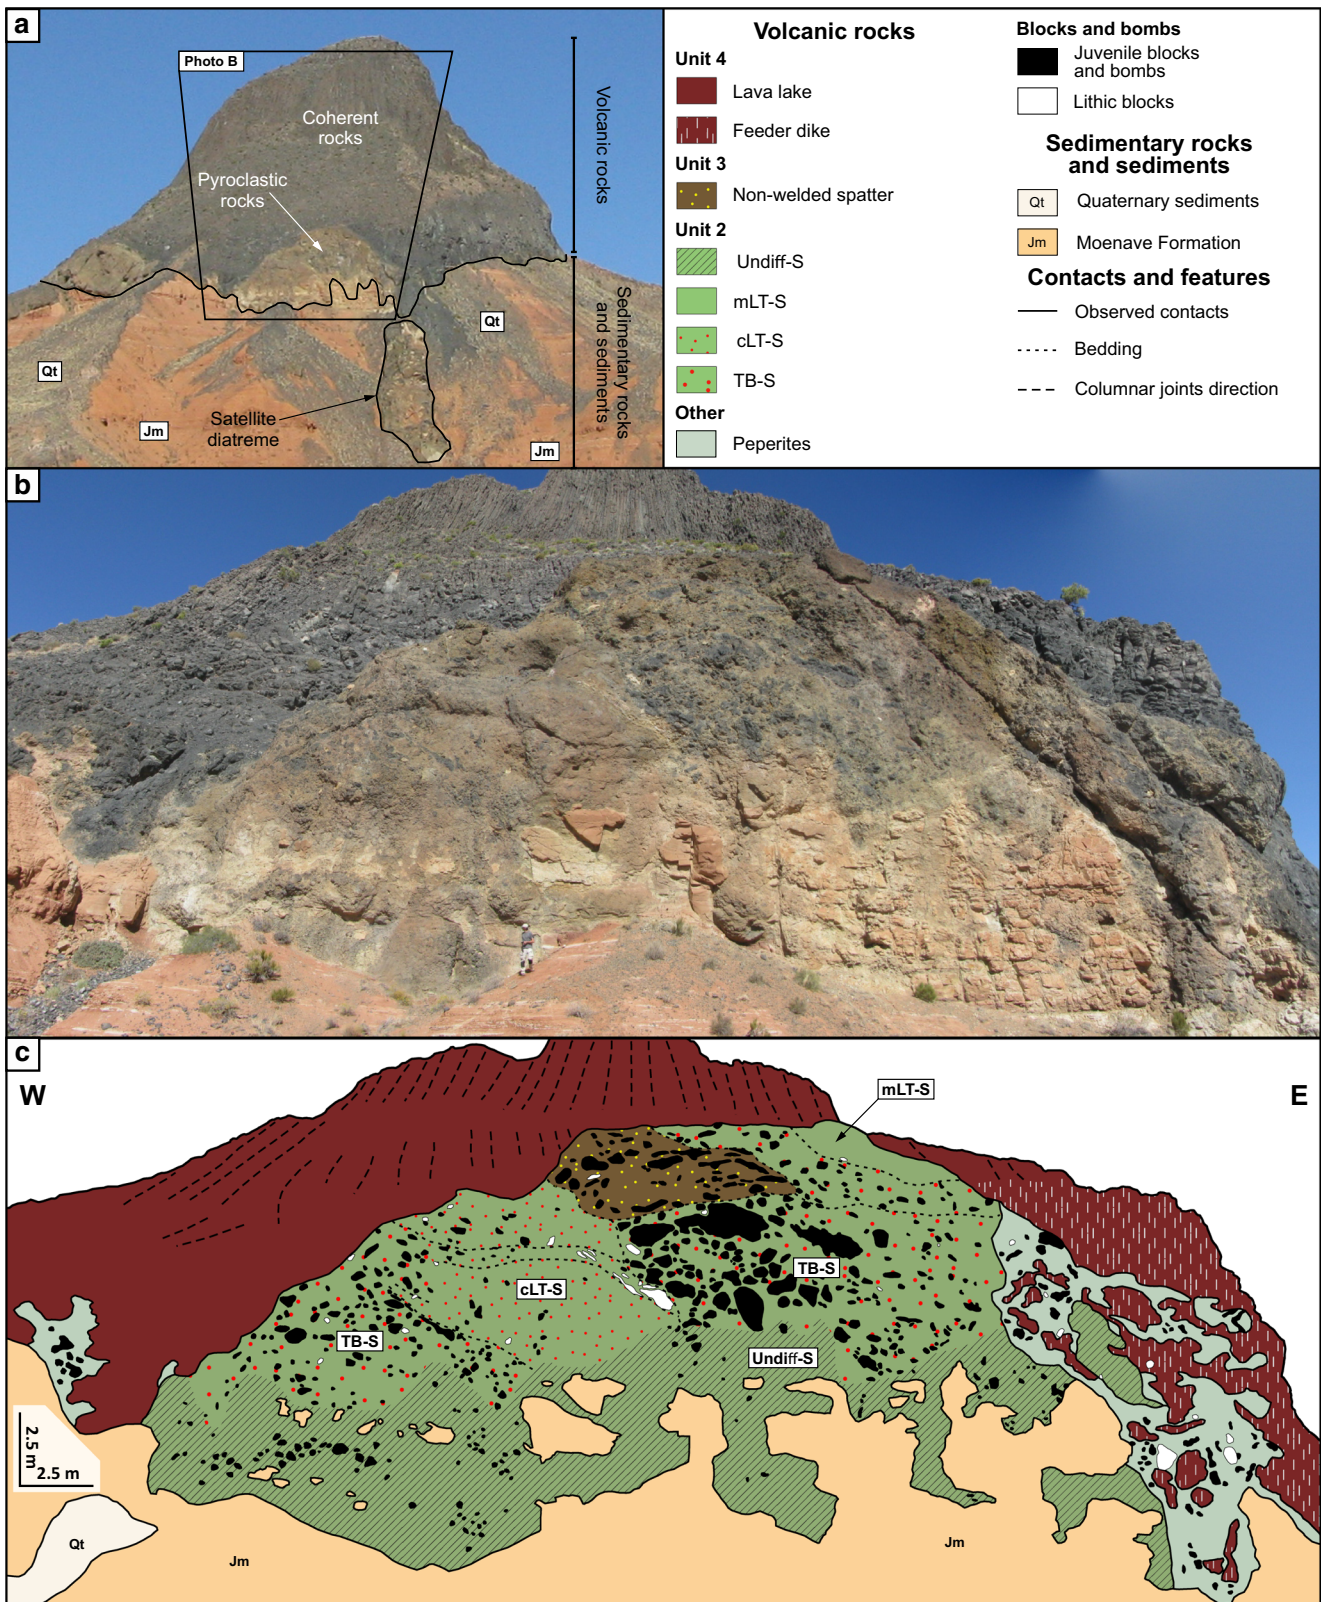 a
Photo B
Coherent
rocks
Pyroclastic
rocks
Volcanic rocks
Sedimentary rocks
and sediments
Qt
Qt
Jm
Jm
Satellite
diatreme
Volcanic rocks
Unit 4
Lava lake
Feeder dike
Unit 3
Non-welded spatter
Unit 2
Undiff-S
mLT-S
cLT-S
TB-S
Other
Peperites
Blocks and bombs
Juvenile blocks
and bombs
Lithic blocks
Sedimentary rocks
and sediments
Qt Quaternary sediments
Jm Moenave Formation
Contacts and features
Observed contacts
Bedding
Columnar joints direction
b
c
W
E
mLT-S
TB-S
cLT-S
TB-S
Undiff-S
2.5 m
2.5 m
Qt
Jm
Jm